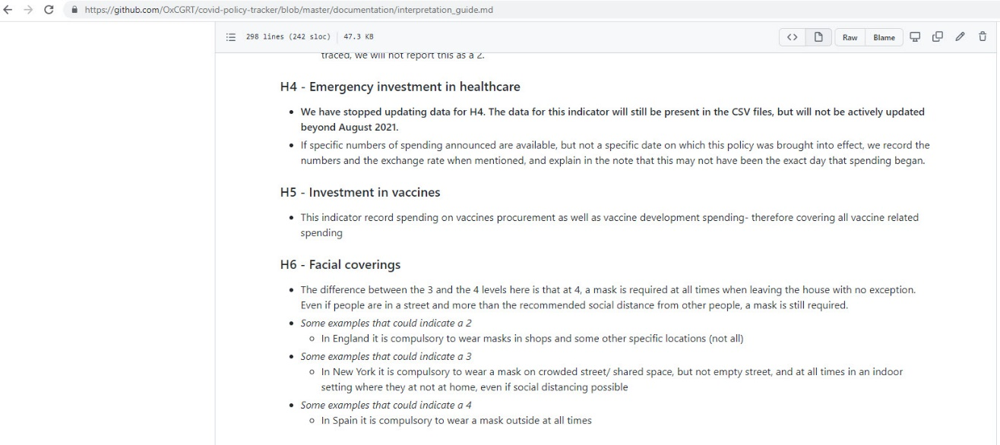 https://github.com/OxCGRT/covid-policy-tracker/blob/master/documentation/interpretation_guide.md
298 lines (242 sloc) 47.3 KB
Raw Blame
traced, we will not report this as a 2.
H4 - Emergency investment in healthcare
We have stopped updating data for H4. The data for this indicator will still be present in the CSV files, but will not be actively updated
beyond August 2021.
If specific numbers of spending announced are available, but not a specific date on which this policy was brought into effect, we record the
numbers and the exchange rate when mentioned, and explain in the note that this may not have been the exact day that spending began.
H5 - Investment in vaccines
This indicator record spending on vaccines procurement as well as vaccine development spending- therefore covering all vaccine related
spending
H6 - Facial coverings
The difference between the 3 and the 4 levels here is that at 4, a mask is required at all times when leaving the house with no exception.
Even if people are in a street and more than the recommended social distance from other people, a mask is still required.
Some examples that could indicate a 2
In England it is compulsory to wear masks in shops and some other specific locations (not all)
Some examples that could indicate a 3
In New York it is compulsory to wear a mask on crowded street/ shared space, but not empty street, and at all times in an indoor
setting where they at not at home, even if social distancing possible
Some examples that could indicate a 4
In Spain it is compulsory to wear a mask outside at all times